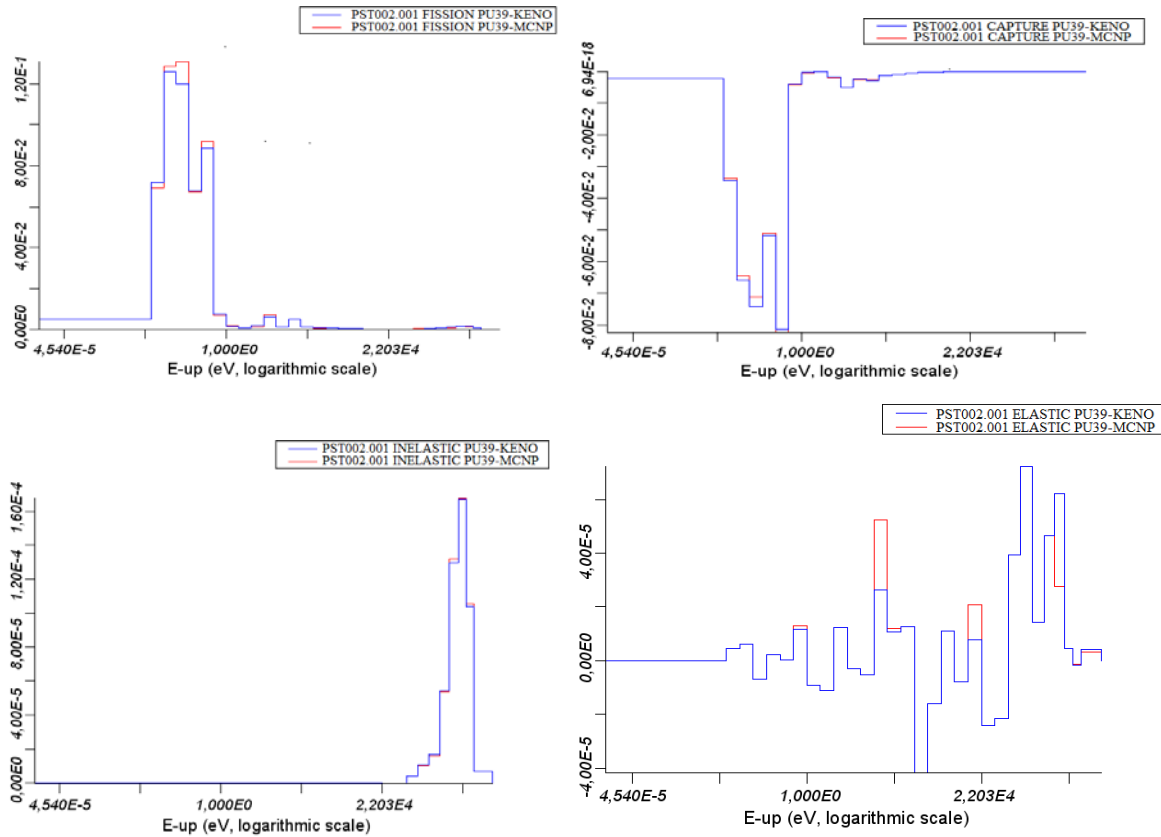 PST002.001 FISSION PU39-KENO
PST002.001 FISSION PU39-MCNP
1,20E-1
8,00E-2
4,00E-2
0,00E0
4,540E-5 1,000E0 2,203E4
E-up (eV, logarithmic scale)
PST002.001 CAPTURE PU39-KENO
PST002.001 CAPTURE PU39-MCNP
6,94E-18
-2,00E-2
-4,00E-2
-6,00E-2
-8,00E-2
4,540E-5 1,000E0 2,203E4
E-up (eV, logarithmic scale)
PST002.001 INELASTIC PU39-KENO
PST002.001 INELASTIC PU39-MCNP
1,60E-4
1,20E-4
8,00E-5
4,00E-5
0,00E0
4,540E-5 1,000E0 2,203E4
E-up (eV, logarithmic scale)
PST002.001 ELASTIC PU39-KENO
PST002.001 ELASTIC PU39-MCNP
4,00E-5
0,00E0
-4,00E-5
4,540E-5 1,000E0 2,203E4
E-up (eV, logarithmic scale)